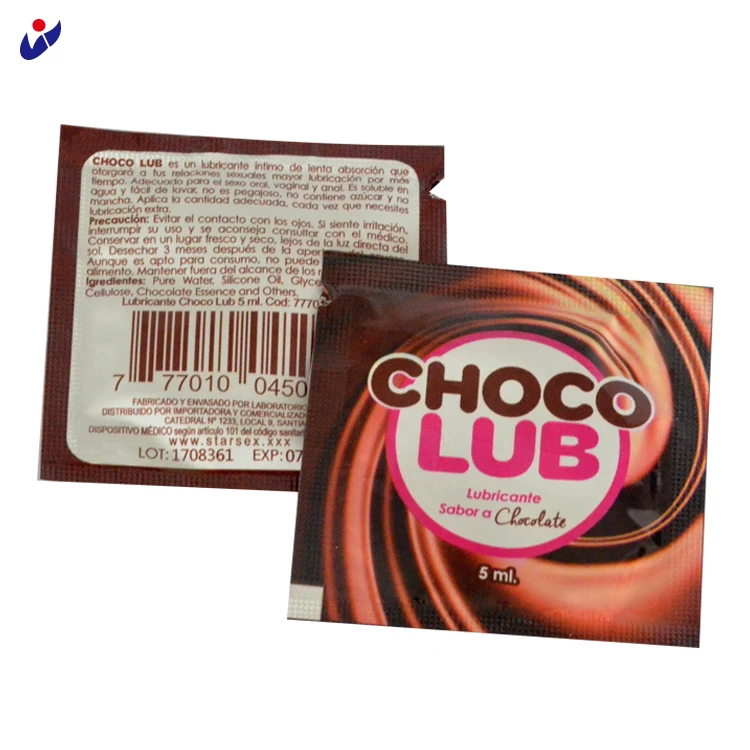 CHOCO LUB es un lubricante íntimo de lenta absorción que
otorgará a tus relaciones sexuales mayor lubricación por más
tiempo. Adecuado para el sexo oral, vaginal y anal. Es soluble en
agua y fácil de lavar, no es pegajoso, no contiene azúcar y no
mancha. Aplica la cantidad adecuada, cada vez que necesites
lubricación extra.
Precaución: Evitar el contacto con los ojos. Si siente irritación,
interrumpir su uso y se aconseja consultar con el médico.
Conservar en un lugar fresco y seco, lejos de la luz directa del
sol. Desechar 3 meses después de la
Aunque es apto para consumo, no puede
alimento. Mantener fuera del alcance de los
Ingredients: Pure Water, Silicone Oil,
Cellulose, Chocolate Essence and Others.
Lubricante Choco Lub 5 ml. Cod:
7 77010 0450
FABRICADO Y ENVASADO POR
DISTRIBUIDO POR IMPORTADORA Y
CATEDRAL Nº 1233, LOCAL 9,
DISPOSITIVO MÉDICO según artículo 101 del código
www.starsex.xxx
LOT: 1708361 EXP: 07
CHOCO
LUB
Lubricante
Sabor a Chocolate
5 ml.